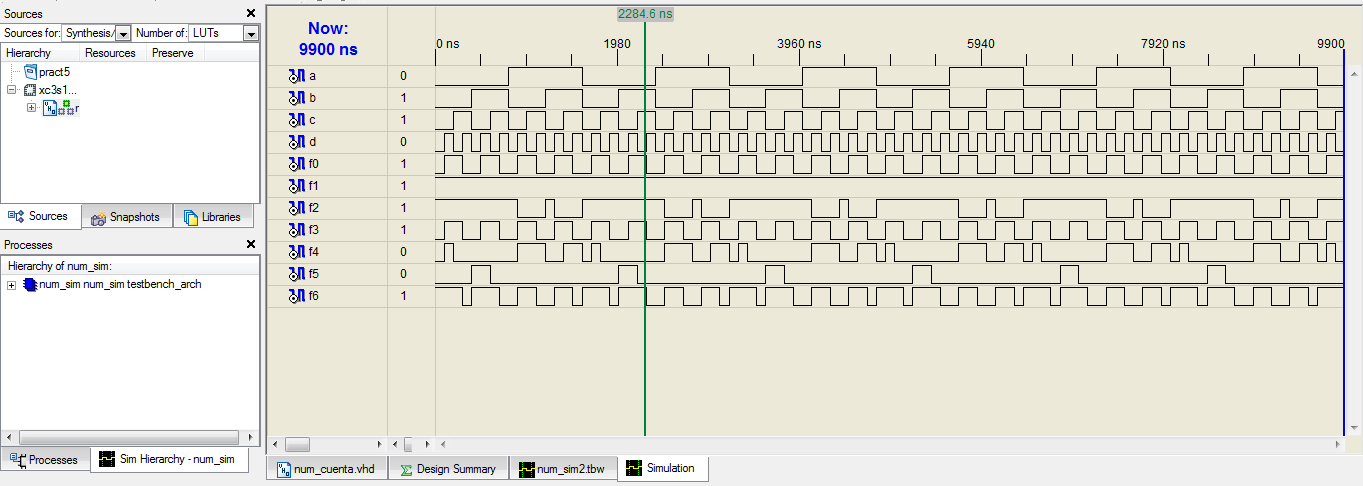 Sources
Sources for: Synthesis/ Number of: LUTs
Hierarchy Resources Preserve
pract5
xc3s1...
r
Sources Snapshots Libraries
Processes
Hierarchy of num_sim:
num_sim num_sim testbench_arch
Processes Sim Hierarchy - num_sim
2284.6 ns
Now:
9900 ns
0 ns 1980 3960 ns 5940 7920 ns 9900
a 0
b 1
c 1
d 0
f0 1
f1 1
f2 1
f3 1
f4 0
f5 0
f6 1
num_cuenta.vhd Design Summary num_sim2.tbw Simulation